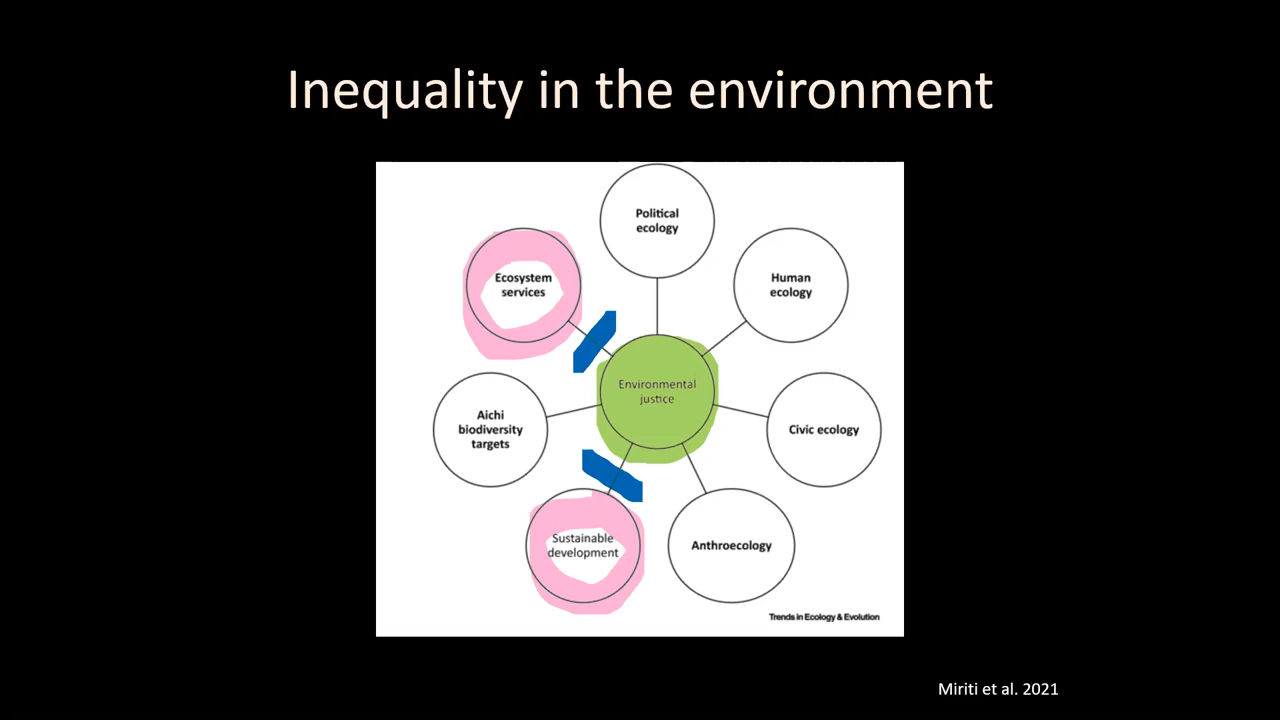 Inequality in the environment
Political
ecology
Ecosystem
services
Human
ecology
Environmental
justice
Aichi
biodiversity
targets
Civic ecology
Sustainable
development
Anthroecology
Trends in Ecology & Evolution
Miriti et al. 2021